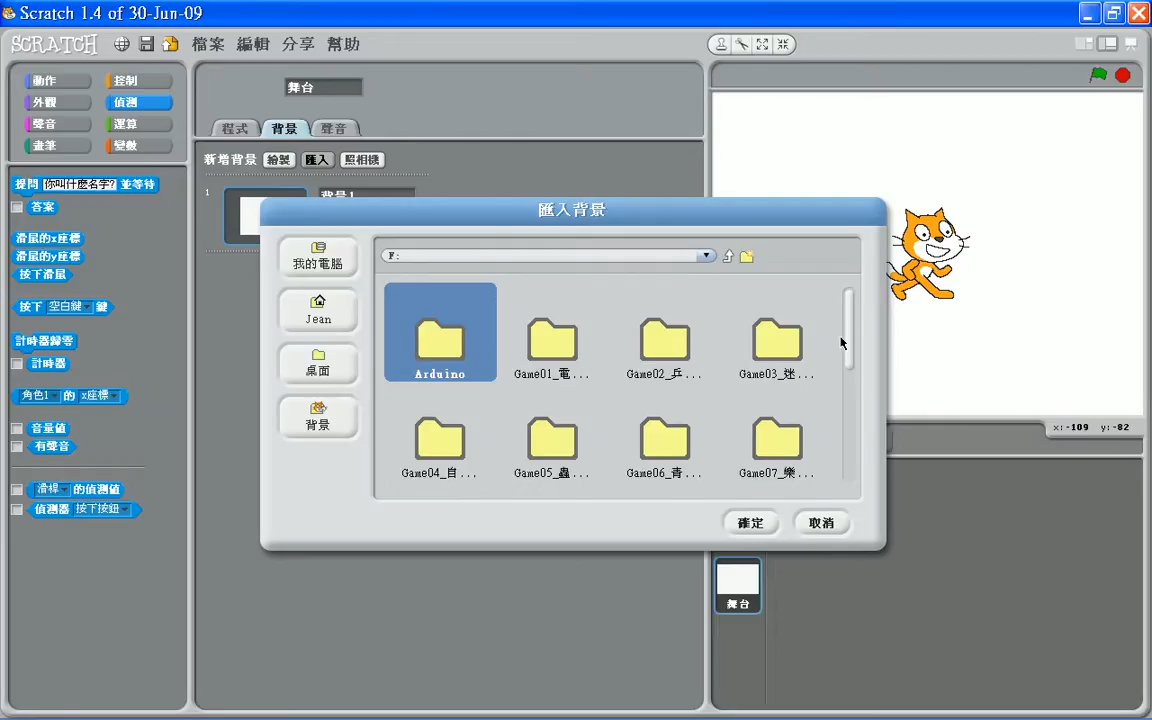 Scratch 1.4 of 30-Jun-09
SCRATCH 檔案 編輯 分享 幫助
動作 控制
外觀 偵測
聲音 運算
畫筆 變數
舞台
程式 背景 聲音
新增背景 繪製 匯入 照相機
1 背景1
提問 你叫什麼名字? 並等待
答案
滑鼠的x座標
滑鼠的y座標
按下滑鼠
按下 空白鍵 鍵
計時器歸零
計時器
角色1 的 x座標
音量值
有聲音
滑桿 的偵測值
偵測器 按下按鈕
匯入背景
我的電腦
Jean
桌面
背景
F:
Arduino Game01_電... Game02_乒... Game03_迷...
Game04_自... Game05_蟲... Game06_青... Game07_樂...
確定 取消
x: -109 y: -82
舞台